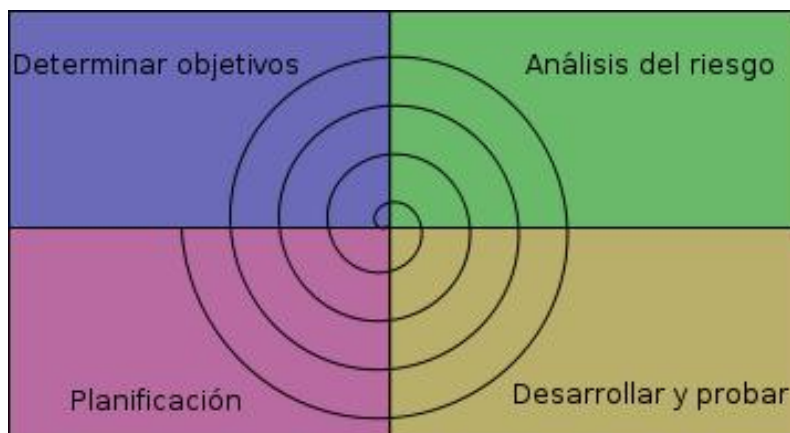 Determinar objetivos
Análisis del riesgo
Planificación
Desarrollar y probar